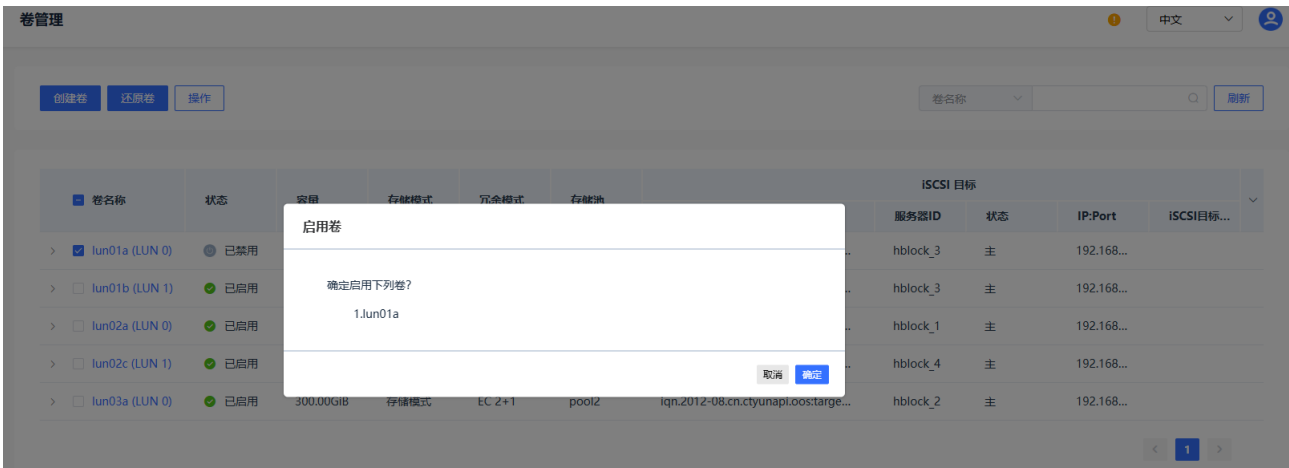 卷管理
中文
创建卷 还原卷 操作 卷名称 刷新
iSCSI 目标
卷名称 状态 容量 存储模式 冗余模式 存储池
服务器ID 状态 IP:Port iSCSI目标...
启用卷
lun01a (LUN 0) 已禁用 ... hblock_3 主 192.168...
确定启用下列卷?
lun01b (LUN 1) 已启用 ... hblock_3 主 192.168...
1.lun01a
lun02a (LUN 0) 已启用 ... hblock_1 主 192.168...
lun02c (LUN 1) 已启用 ... hblock_4 主 192.168...
取消 确定
lun03a (LUN 0) 已启用 300.00GiB 存储模式 EC 2+1 pool2 iqn.2012-08.cn.ctyunapi.oos:targe... hblock_2 主 192.168...
1